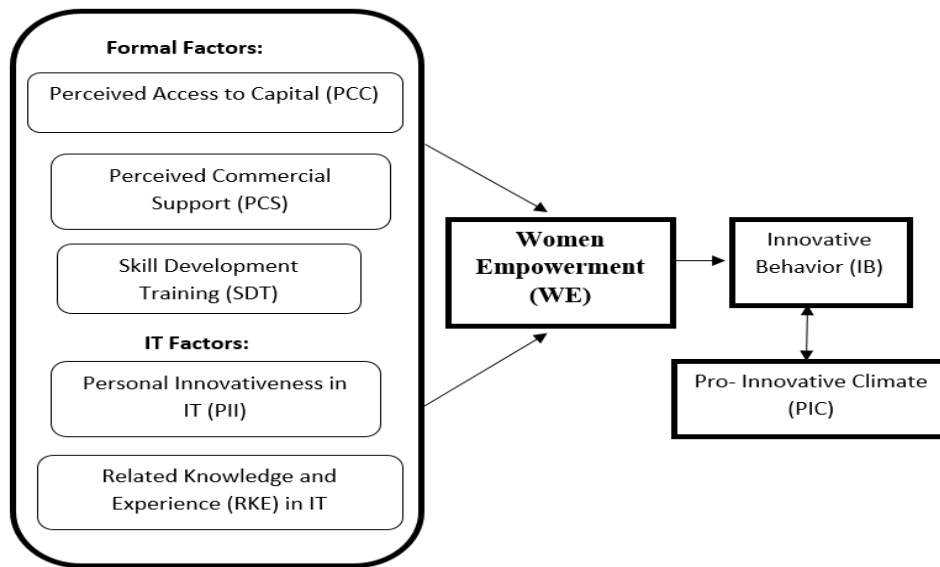 Formal Factors:
Perceived Access to Capital (PCC)
Perceived Commercial
Support (PCS)
Skill Development
Training (SDT)
IT Factors:
Personal Innovativeness in
IT (PII)
Related Knowledge and
Experience (RKE) in IT
Women
Empowerment
(WE)
Innovative
Behavior (IB)
Pro- Innovative Climate
(PIC)